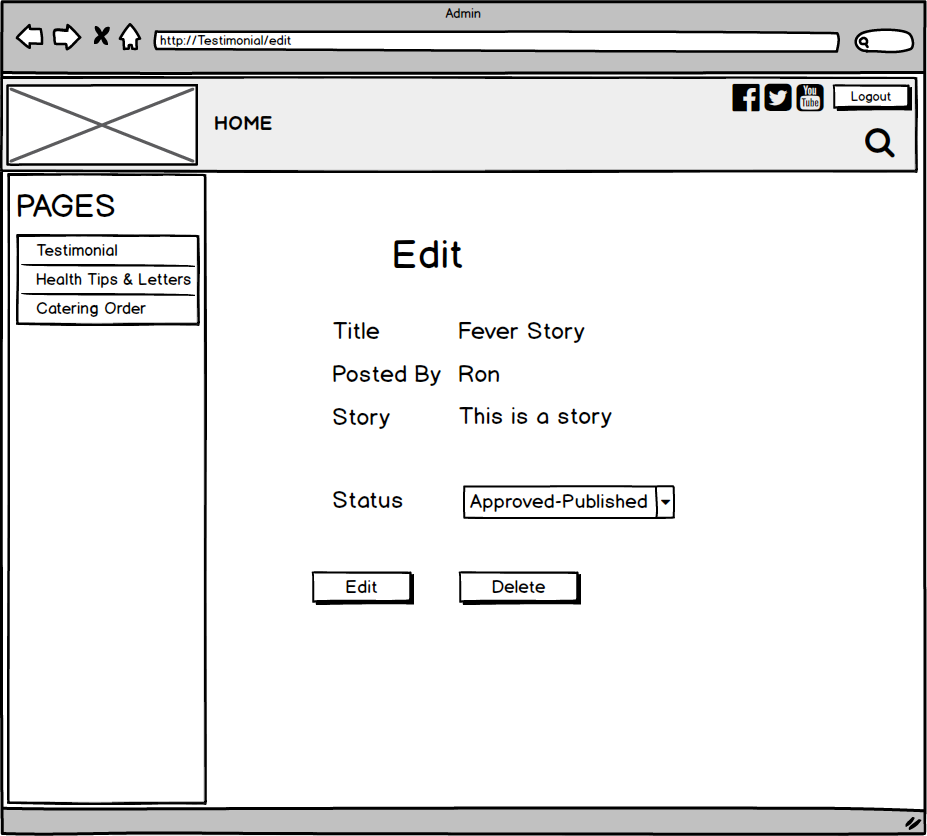 Admin
http://Testimonial/edit
You
Tube
Logout
HOME
PAGES
Testimonial
Health Tips & Letters
Catering Order
Edit
Title Fever Story
Posted By Ron
Story This is a story
Status Approved-Published
Edit Delete